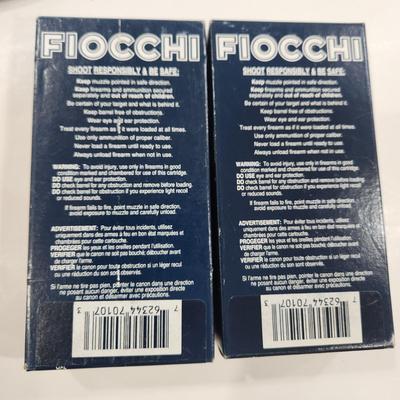 FIOCCHI
SHOOT RESPONSIBLY & BE SAFE:
Keep muzzle pointed in safe direction.
Keep firearms and ammunition secured
separately and out of reach of children.
Be certain of your target and what is behind it.
Keep barrel free of obstructions.
Wear eye and ear protection.
Treat every firearm as if it were loaded at all times.
Use only ammunition of proper caliber.
Never load a firearm until ready to use.
Always unload firearm when not in use.
WARNING: To avoid injury, use only in firearms in good
condition marked and chambered for use of this cartridge.
DO USE eye and ear protection.
DO check barrel for any obstruction and remove before loading.
DO check barrel for obstruction if you experience light recoil
or reduced sounds.
If firearm fails to fire, point muzzle in safe direction,
avoid exposure to muzzle and carefully unload.
ADVERTISEMENT: Pour éviter tous incidents, utiliser
uniquement dans des armes à feu en bon état marquées et
chambrées pour cette cartouche.
PROGEGER les yeux et les oreilles pendant l'utilisation.
VERIFIER que le canon ne soit pas bouché; déboucher avant
de charger l'arme.
VERIFIER le canon pour toute obstruction si un léger recul
ou une réduction du son sont observés.
Si l'arme ne tire pas, pointer le canon dans une direction
ne posant aucun danger, éviter une exposition directe
au canon et décharger avec précautions.
7 62344 70107 3
FIOCCHI
SHOOT RESPONSIBLY & BE SAFE:
Keep muzzle pointed in safe direction.
Keep firearms and ammunition secured
separately and out of reach of children.
Be certain of your target and what is behind it.
Keep barrel free of obstructions.
Wear eye and ear protection.
Treat every firearm as if it were loaded at all times.
Use only ammunition of proper caliber.
Never load a firearm until ready to use.
Always unload firearm when not in use.
WARNING: To avoid injury, use only in firearms in good
condition marked and chambered for use of this cartridge.
DO USE eye and ear protection.
DO check barrel for any obstruction and remove before loading.
DO check barrel for obstruction if you experience light recoil
or reduced sounds.
If firearm fails to fire, point muzzle in safe direction,
avoid exposure to muzzle and carefully unload.
ADVERTISEMENT: Pour éviter tous incidents, utiliser
uniquement dans des armes à feu en bon état marquées et
chambrées pour cette cartouche.
PROGEGER les yeux et les oreilles pendant l'utilisation.
VERIFIER que le canon ne soit pas bouché; déboucher avant
de charger l'arme.
VERIFIER le canon pour toute obstruction si un léger recul
ou une réduction du son sont observés.
Si l'arme ne tire pas, pointer le canon dans une direction
ne posant aucun danger, éviter une exposition directe
au canon et décharger avec précautions.
7 62344 70107 3